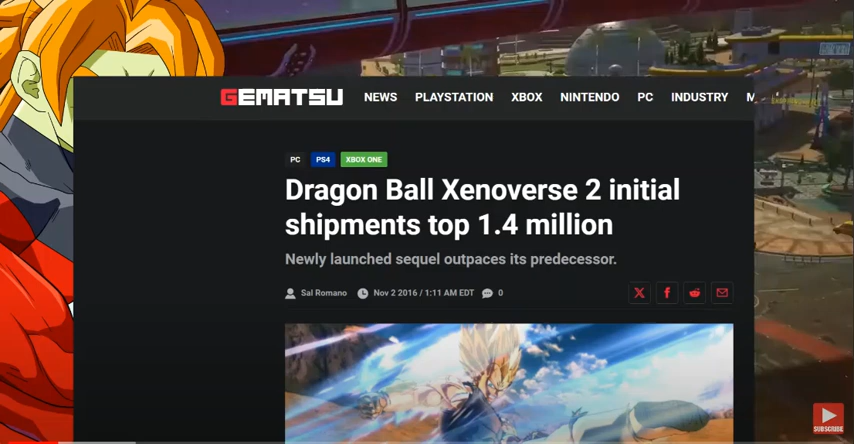 GEMATSU NEWS PLAYSTATION XBOX NINTENDO PC INDUSTRY M
PC PS4 XBOX ONE
Dragon Ball Xenoverse 2 initial
shipments top 1.4 million
Newly launched sequel outpaces its predecessor.
Sal Romano Nov 2 2016 / 1:11 AM EDT 0
SUBSCRIBE